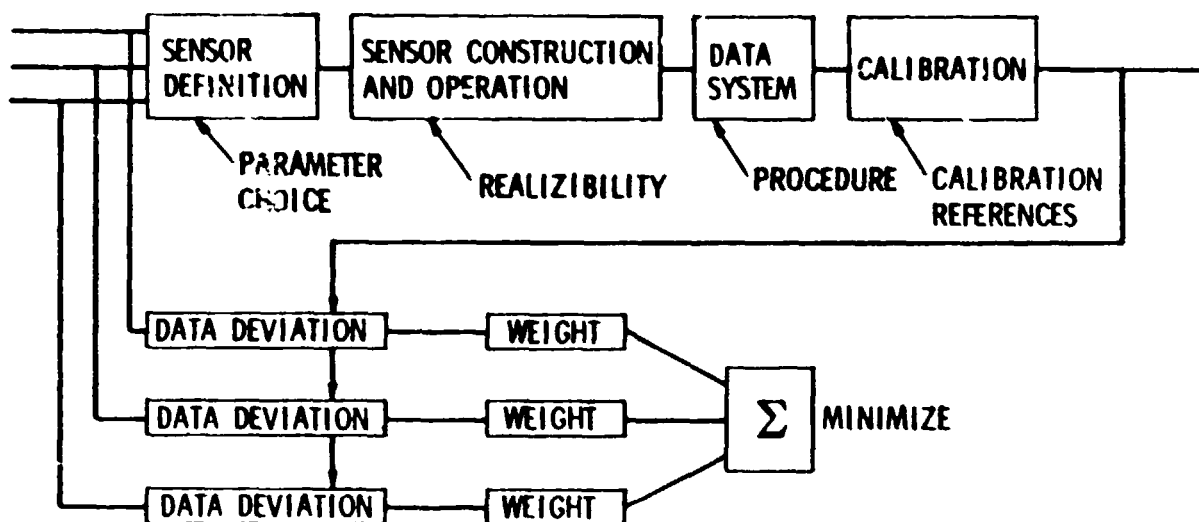 SENSOR
DEFINITION
SENSOR CONSTRUCTION
AND OPERATION
DATA
SYSTEM
CALIBRATION
PARAMETER
CHOICE
REALIZIBILITY
PROCEDURE
CALIBRATION
REFERENCES
DATA DEVIATION
WEIGHT
DATA DEVIATION
WEIGHT
Σ
MINIMIZE
DATA DEVIATION
WEIGHT